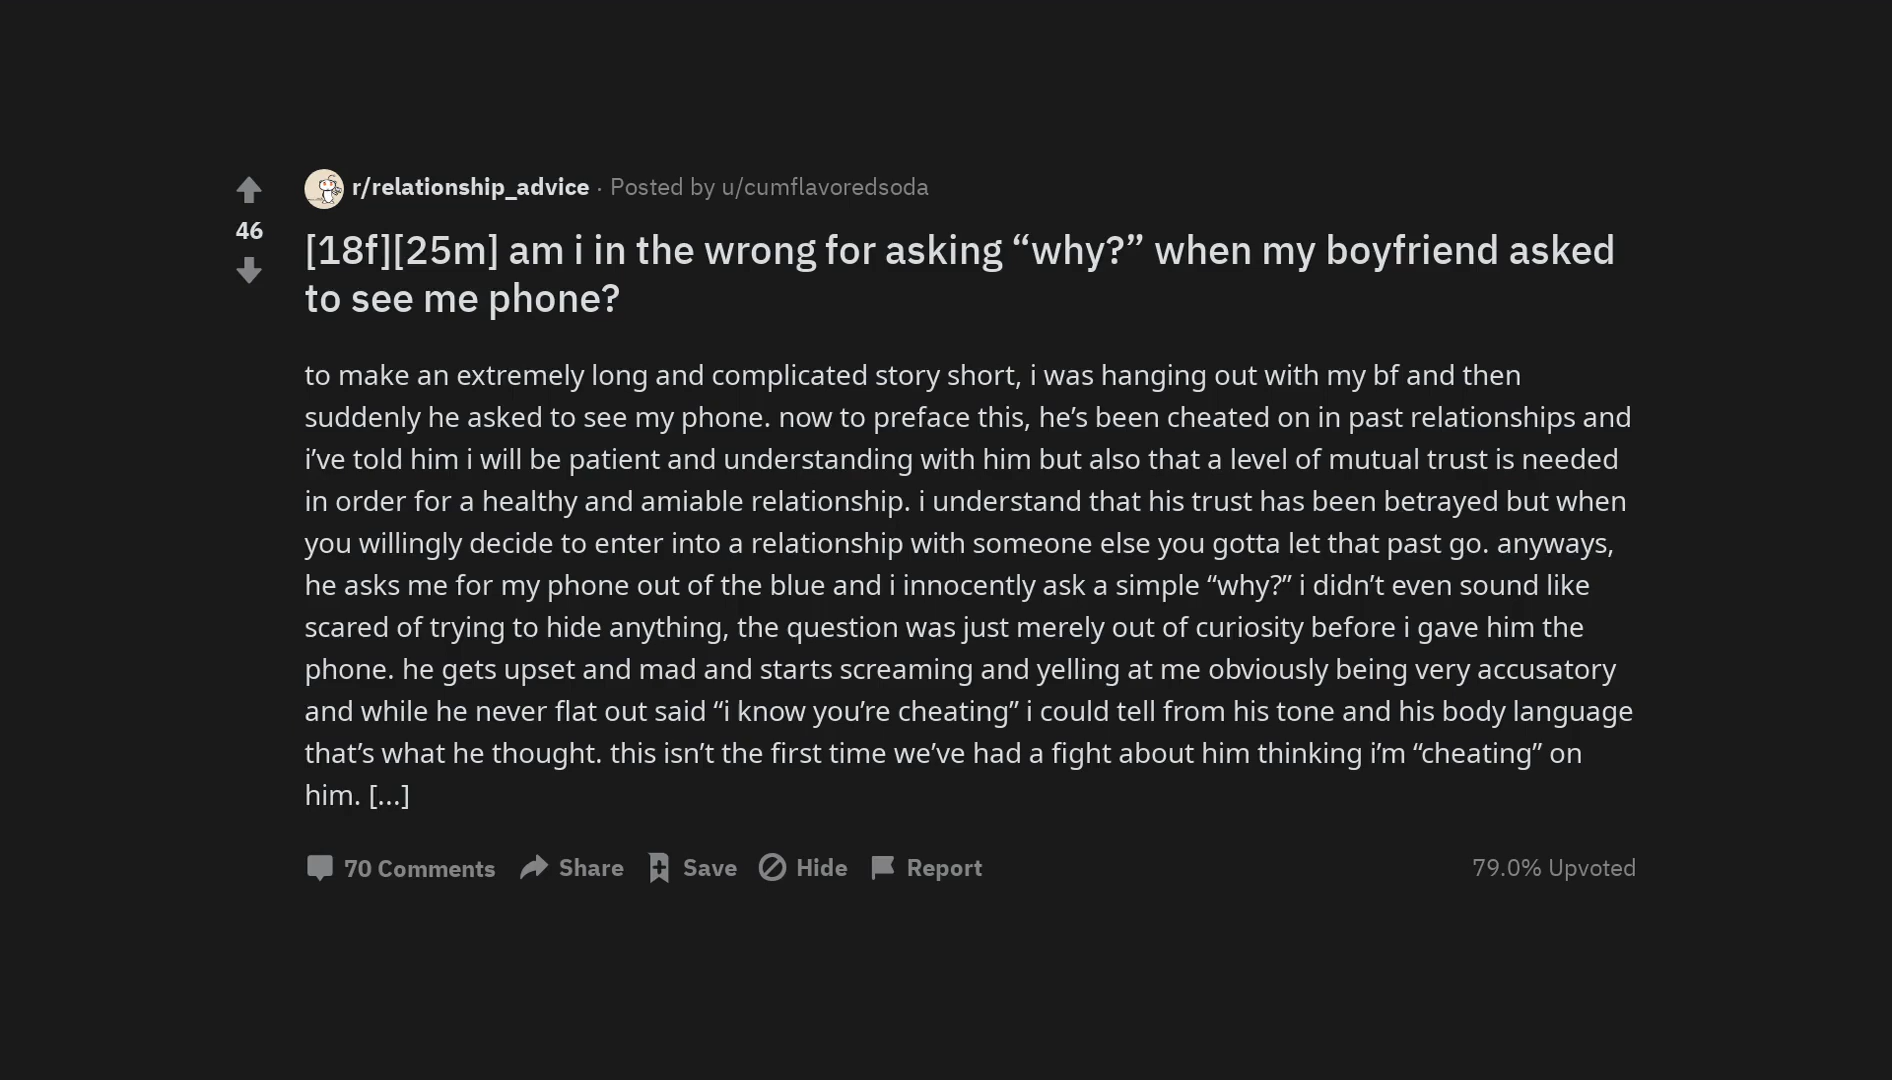 r/relationship_advice · Posted by u/cumflavoredsoda
46
[18f][25m] am i in the wrong for asking “why?” when my boyfriend asked
to see me phone?
to make an extremely long and complicated story short, i was hanging out with my bf and then
suddenly he asked to see my phone. now to preface this, he’s been cheated on in past relationships and
i’ve told him i will be patient and understanding with him but also that a level of mutual trust is needed
in order for a healthy and amiable relationship. i understand that his trust has been betrayed but when
you willingly decide to enter into a relationship with someone else you gotta let that past go. anyways,
he asks me for my phone out of the blue and i innocently ask a simple “why?” i didn’t even sound like
scared of trying to hide anything, the question was just merely out of curiosity before i gave him the
phone. he gets upset and mad and starts screaming and yelling at me obviously being very accusatory
and while he never flat out said “i know you’re cheating” i could tell from his tone and his body language
that’s what he thought. this isn’t the first time we’ve had a fight about him thinking i’m “cheating” on
him. [...]
70 Comments Share Save Hide Report 79.0% Upvoted